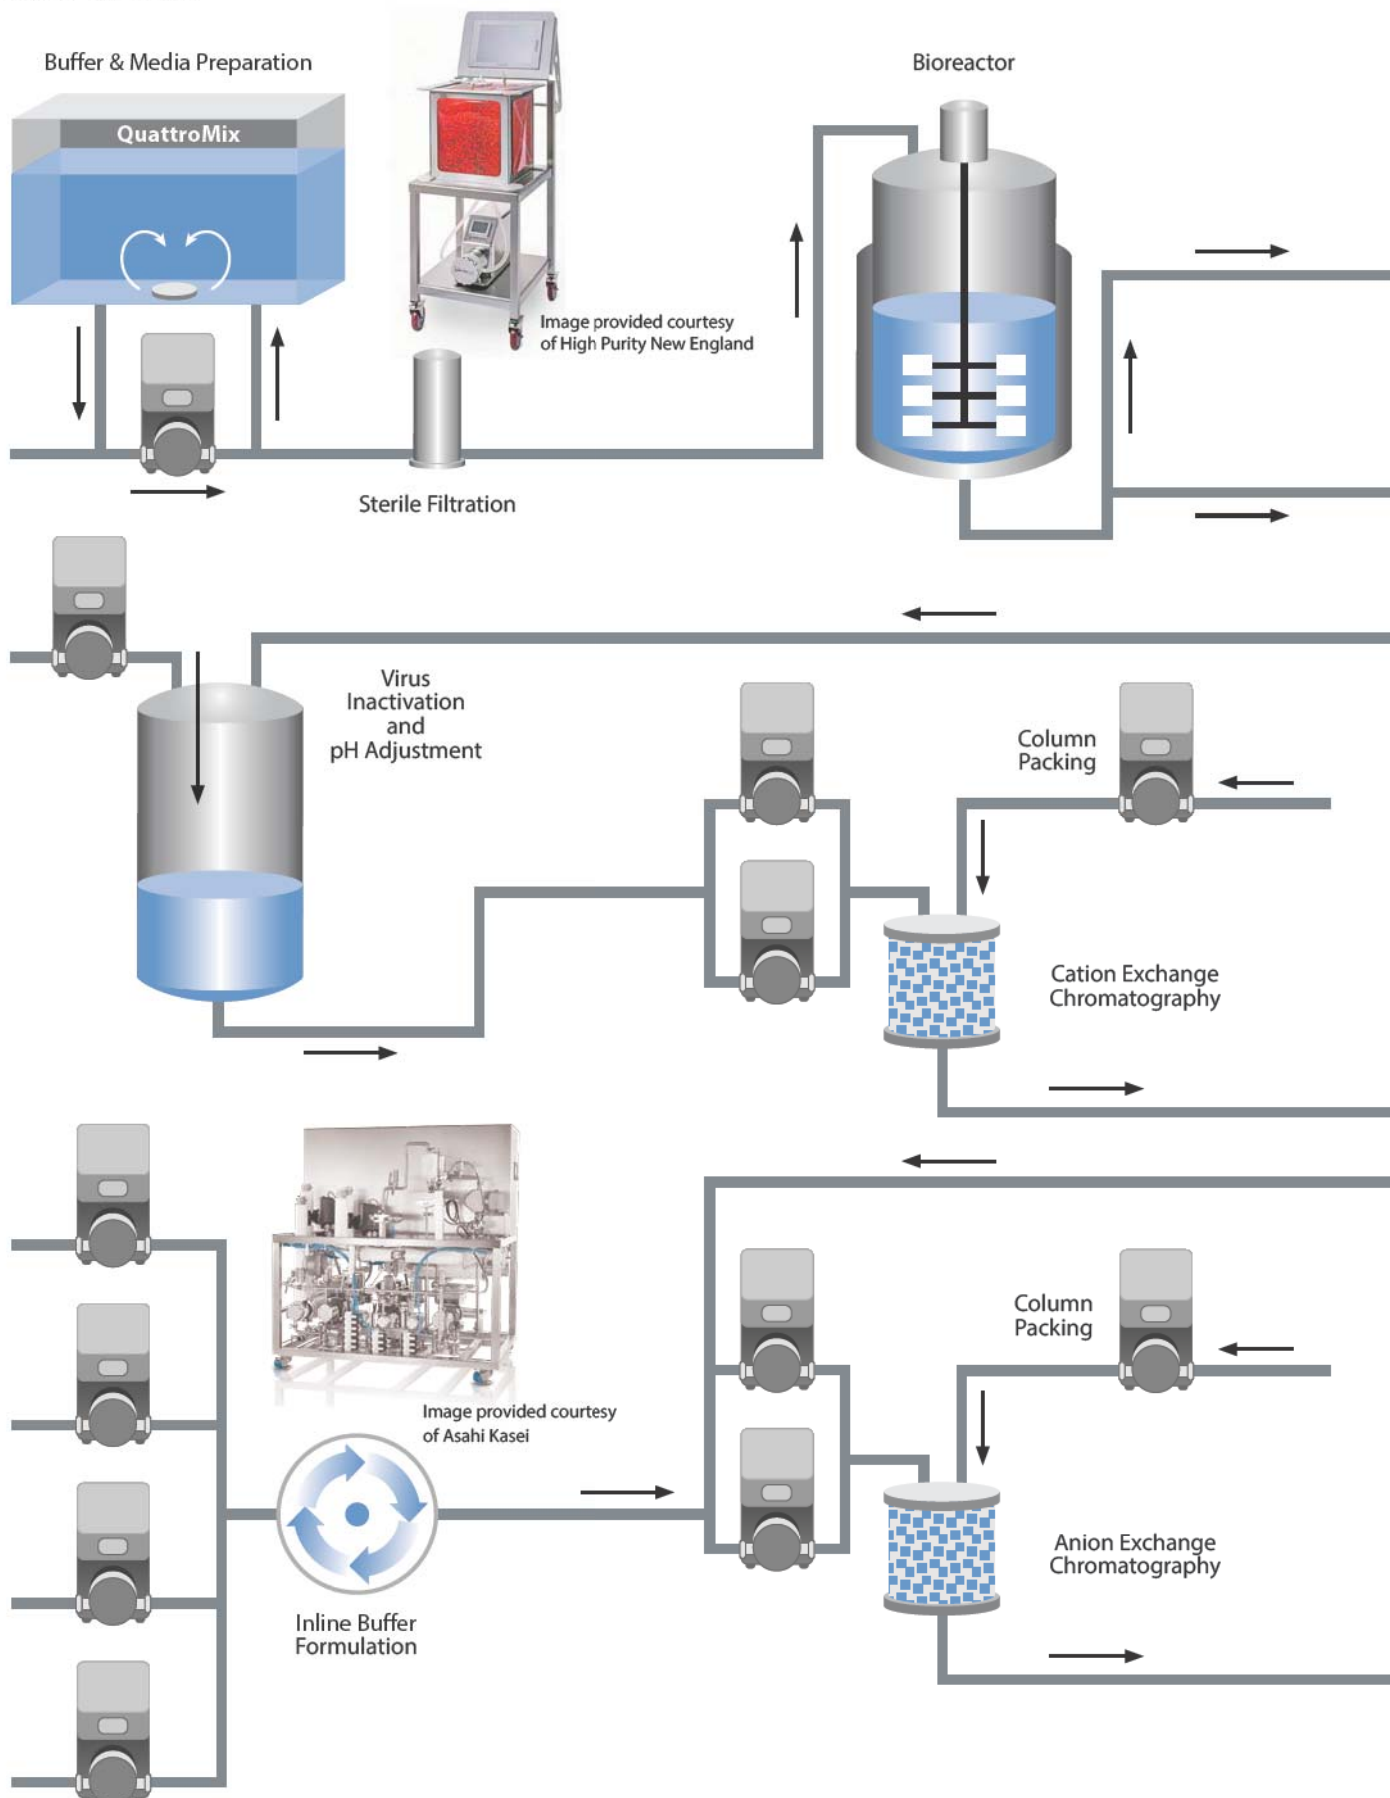 Buffer & Media Preparation
QuattroMix
Image provided courtesy
of High Purity New England
Bioreactor
Sterile Filtration
Virus
Inactivation
and
pH Adjustment
Column
Packing
Cation Exchange
Chromatography
Image provided courtesy
of Asahi Kasei
Column
Packing
Inline Buffer
Formulation
Anion Exchange
Chromatography